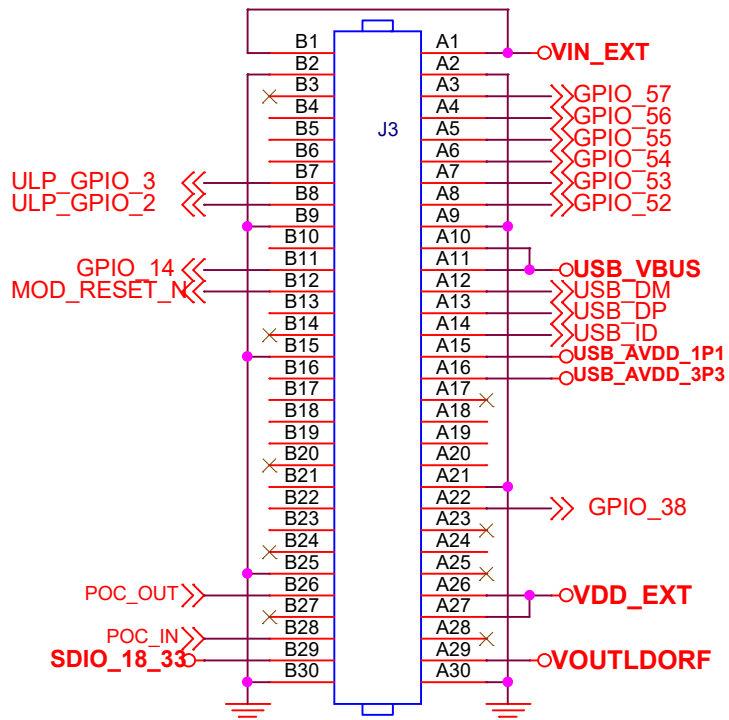 B1 A1 VIN_EXT
B2 A2
B3 A3 GPIO_57
B4 A4 GPIO_56
B5 J3 A5 GPIO_55
B6 A6 GPIO_54
ULP_GPIO_3 B7 A7 GPIO_53
ULP_GPIO_2 B8 A8 GPIO_52
B9 A9
B10 A10
GPIO_14 B11 A11 USB_VBUS
MOD_RESET_N B12 A12 USB_DM
B13 A13 USB_DP
B14 A14 USB_ID
B15 A15 USB_AVDD_1P1
B16 A16 USB_AVDD_3P3
B17 A17
B18 A18
B19 A19
B20 A20
B21 A21
B22 A22 GPIO_38
B23 A23
B24 A24
B25 A25
POC_OUT B26 A26 VDD_EXT
B27 A27
POC_IN B28 A28
SDIO_18_33 B29 A29 VOUTLDORF
B30 A30